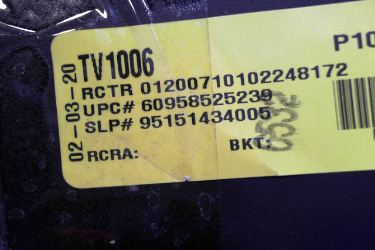 02-03-20
TV1006
P10
RCTR 01200710102248172
UPC# 60958525239
SLP# 95151434005
RCRA: BKT: